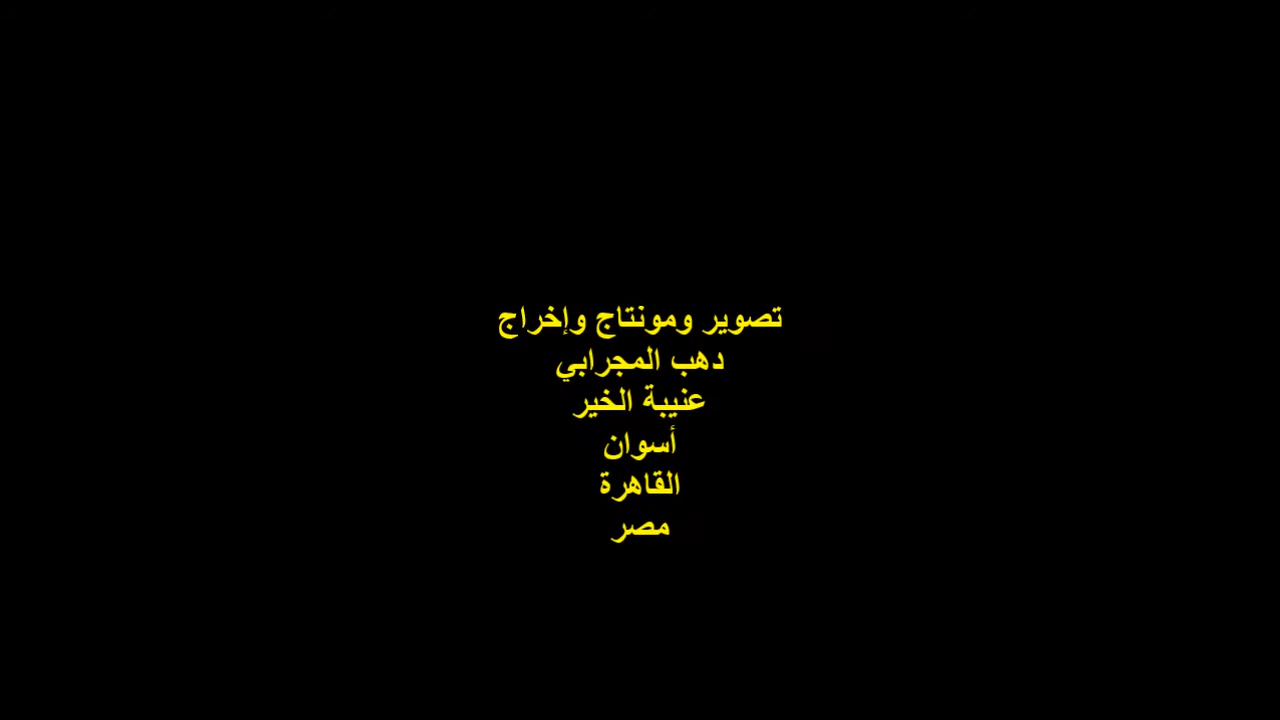 تصوير ومونتاج وإخراج
دهب المجرابي
عنيبة الخير
أسوان
القاهرة
مصر